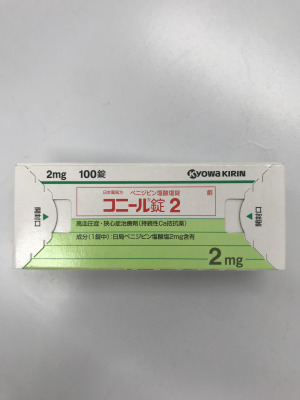 2mg 100錠
KYOWA KIRIN
日本薬局方 ベニジピン塩酸塩錠
コニール®錠 2
高血圧症・狭心症治療剤(持続性Ca拮抗薬)
成分(1錠中):日局ベニジピン塩酸塩2mg含有
開封口
開封口
2 mg